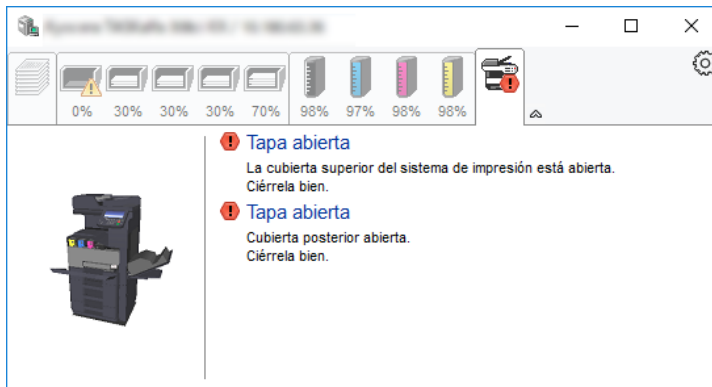 0%
30%
30%
30%
70%
98%
97%
98%
98%
Tapa abierta
La cubierta superior del sistema de impresión está abierta.
Ciérrela bien.
Tapa abierta
Cubierta posterior abierta.
Ciérrela bien.